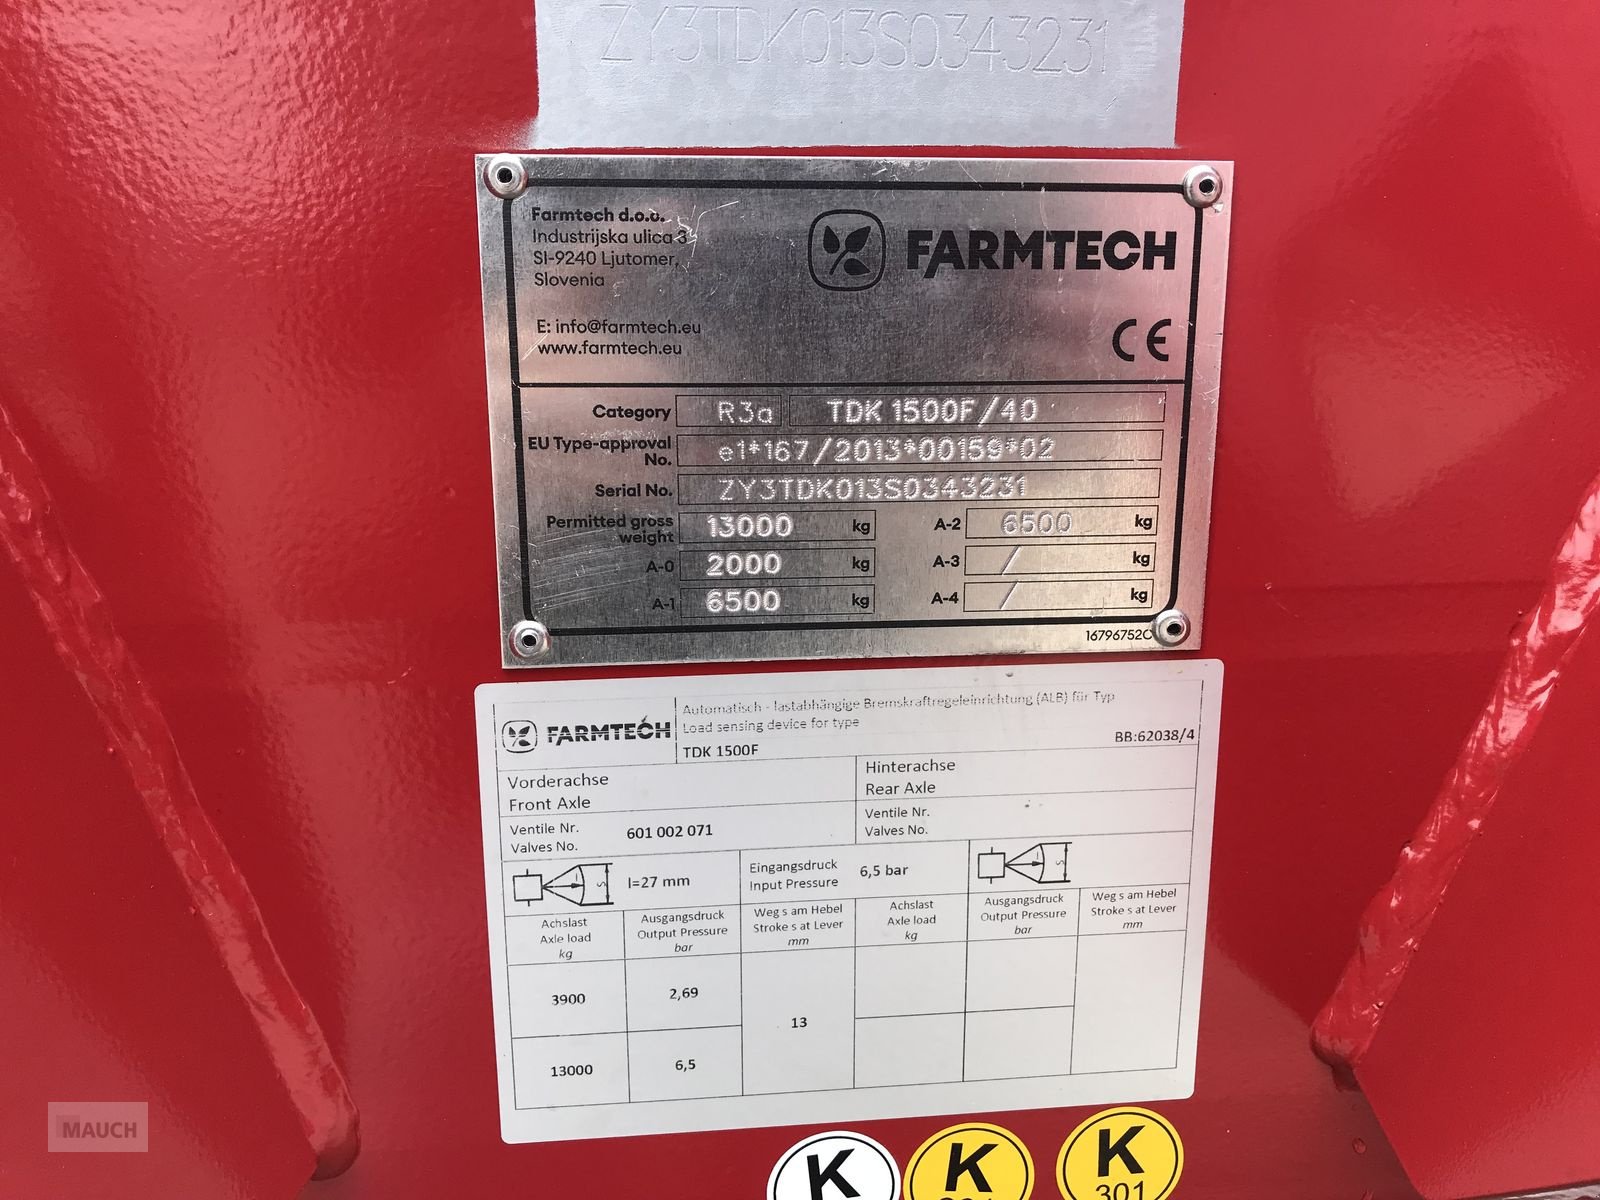 ZY3TDK013S0343231
Farmtech d.o.o.
Industrijska ulica 3
SI-9240 Ljutomer,
Slovenia
FARMTECH
E: info@farmtech.eu
www.farmtech.eu
CE
Category R3a TDK 1500F/40
EU Type-approval No. e1*167/2013*00159*02
Serial No. ZY3TDK013S0343231
Permitted gross weight 13000 kg A-2 6500 kg
A-0 2000 kg A-3 / kg
A-1 6500 kg A-4 / kg
16796752C
FARMTECH
Automatisch - lastabhängige Bremskraftregeleinrichtung (ALB) für Typ
Load sensing device for type
TDK 1500F
BB:62038/4
Vorderachse
Front Axle
Hinterachse
Rear Axle
Ventile Nr.
Valves No.
601 002 071
Ventile Nr.
Valves No.
S
l=27 mm
Eingangsdruck
Input Pressure
6,5 bar
S
Achslast
Axle load
kg
Ausgangsdruck
Output Pressure
bar
Weg s am Hebel
Stroke s at Lever
mm
Achslast
Axle load
kg
Ausgangsdruck
Output Pressure
bar
Weg s am Hebel
Stroke s at Lever
mm
3900
2,69
13
13000
6,5
K
K
K
301
MAUCH